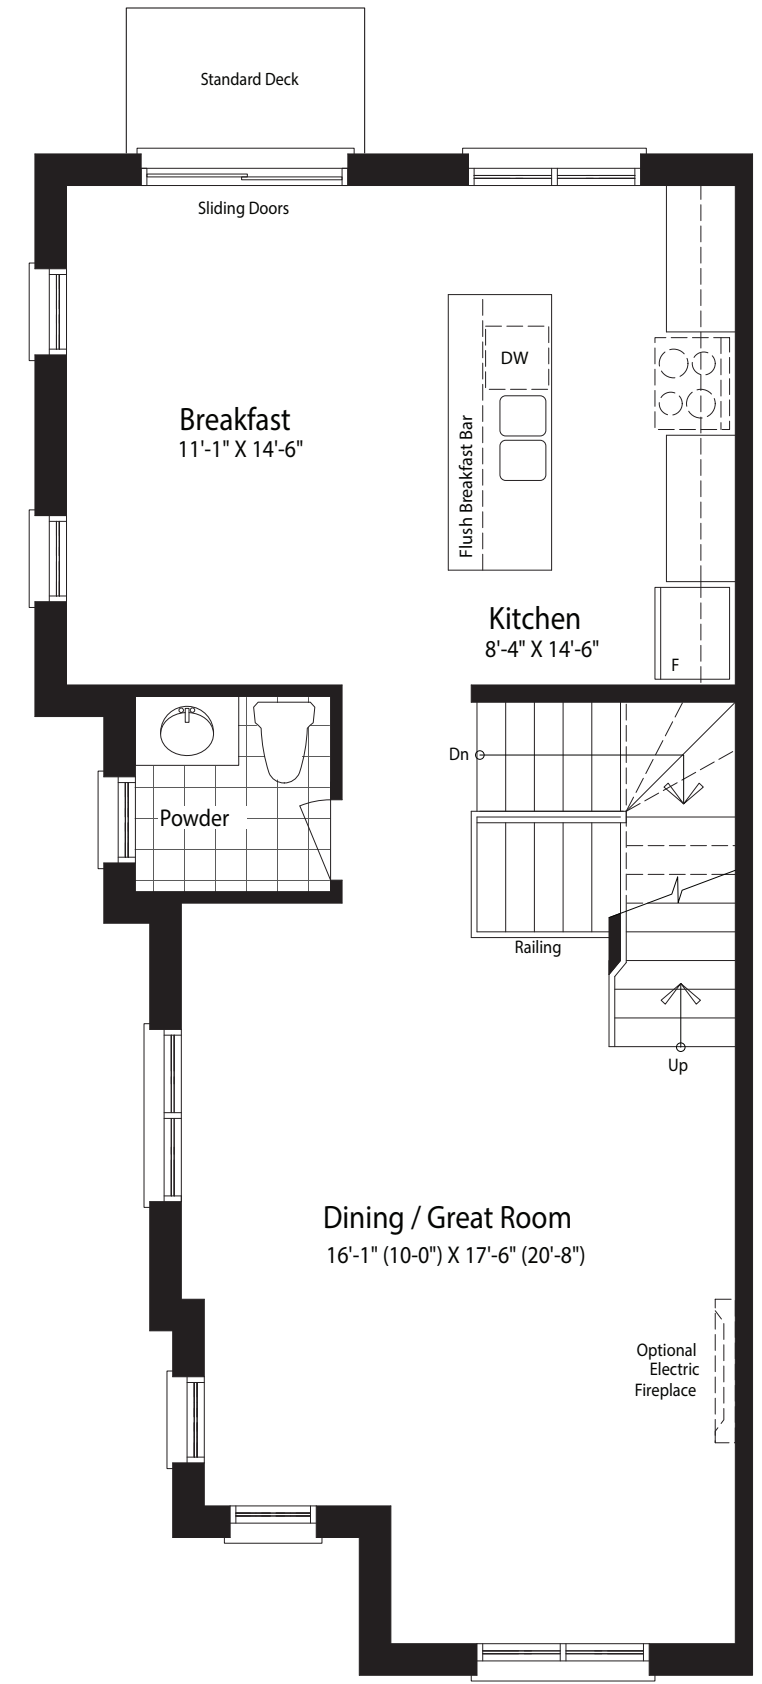 Standard Deck
Sliding Doors
DW
Breakfast
11'-1" X 14'-6"
Flush Breakfast Bar
Kitchen
8'-4" X 14'-6"
F
Dn
Powder
Railing
Up
Dining / Great Room
16'-1" (10-0") X 17'-6" (20'-8")
Optional
Electric
Fireplace